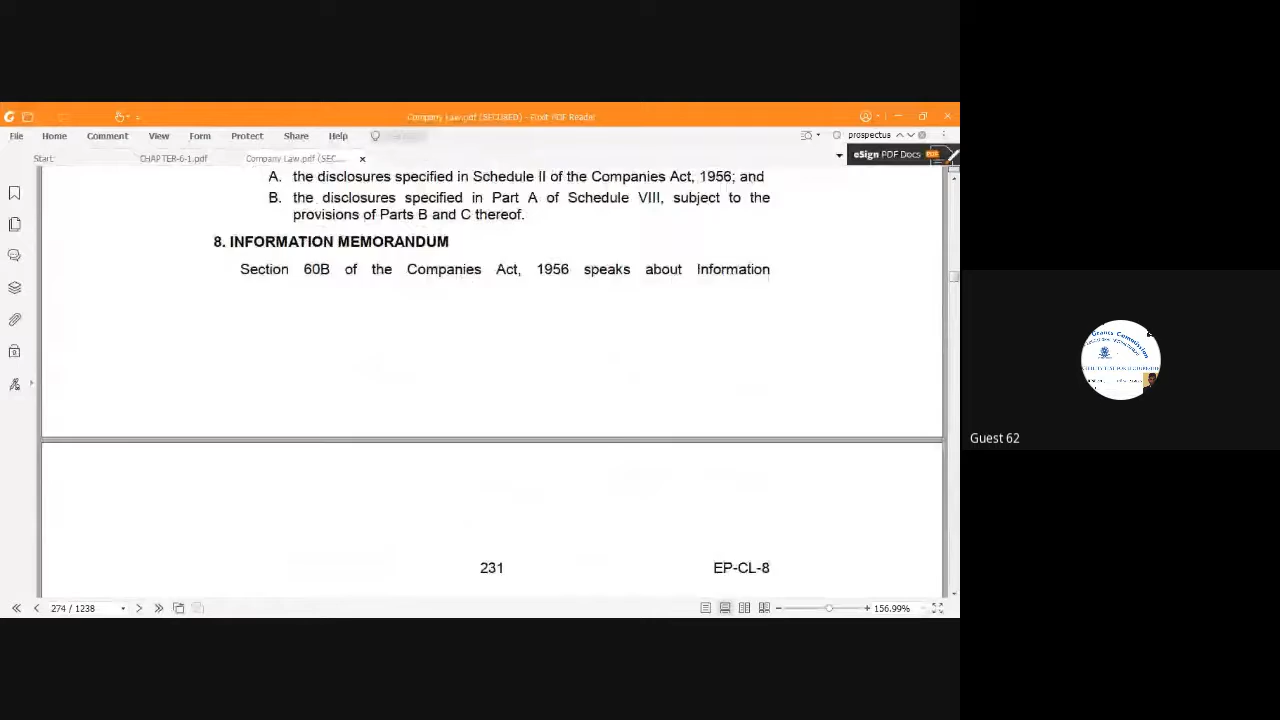 Company Law.pdf (SECURED) - Foxit PDF Reader
File Home Comment View Form Protect Share Help
prospectus
Start CHAPTER-6-1.pdf Company Law.pdf (SEC...
eSign PDF Docs
A. the disclosures specified in Schedule II of the Companies Act, 1956; and
B. the disclosures specified in Part A of Schedule VIII, subject to the
provisions of Parts B and C thereof.
8. INFORMATION MEMORANDUM
Section 60B of the Companies Act, 1956 speaks about Information
231 EP-CL-8
274 / 1238
156.99%
Grants Commission
Guest 62